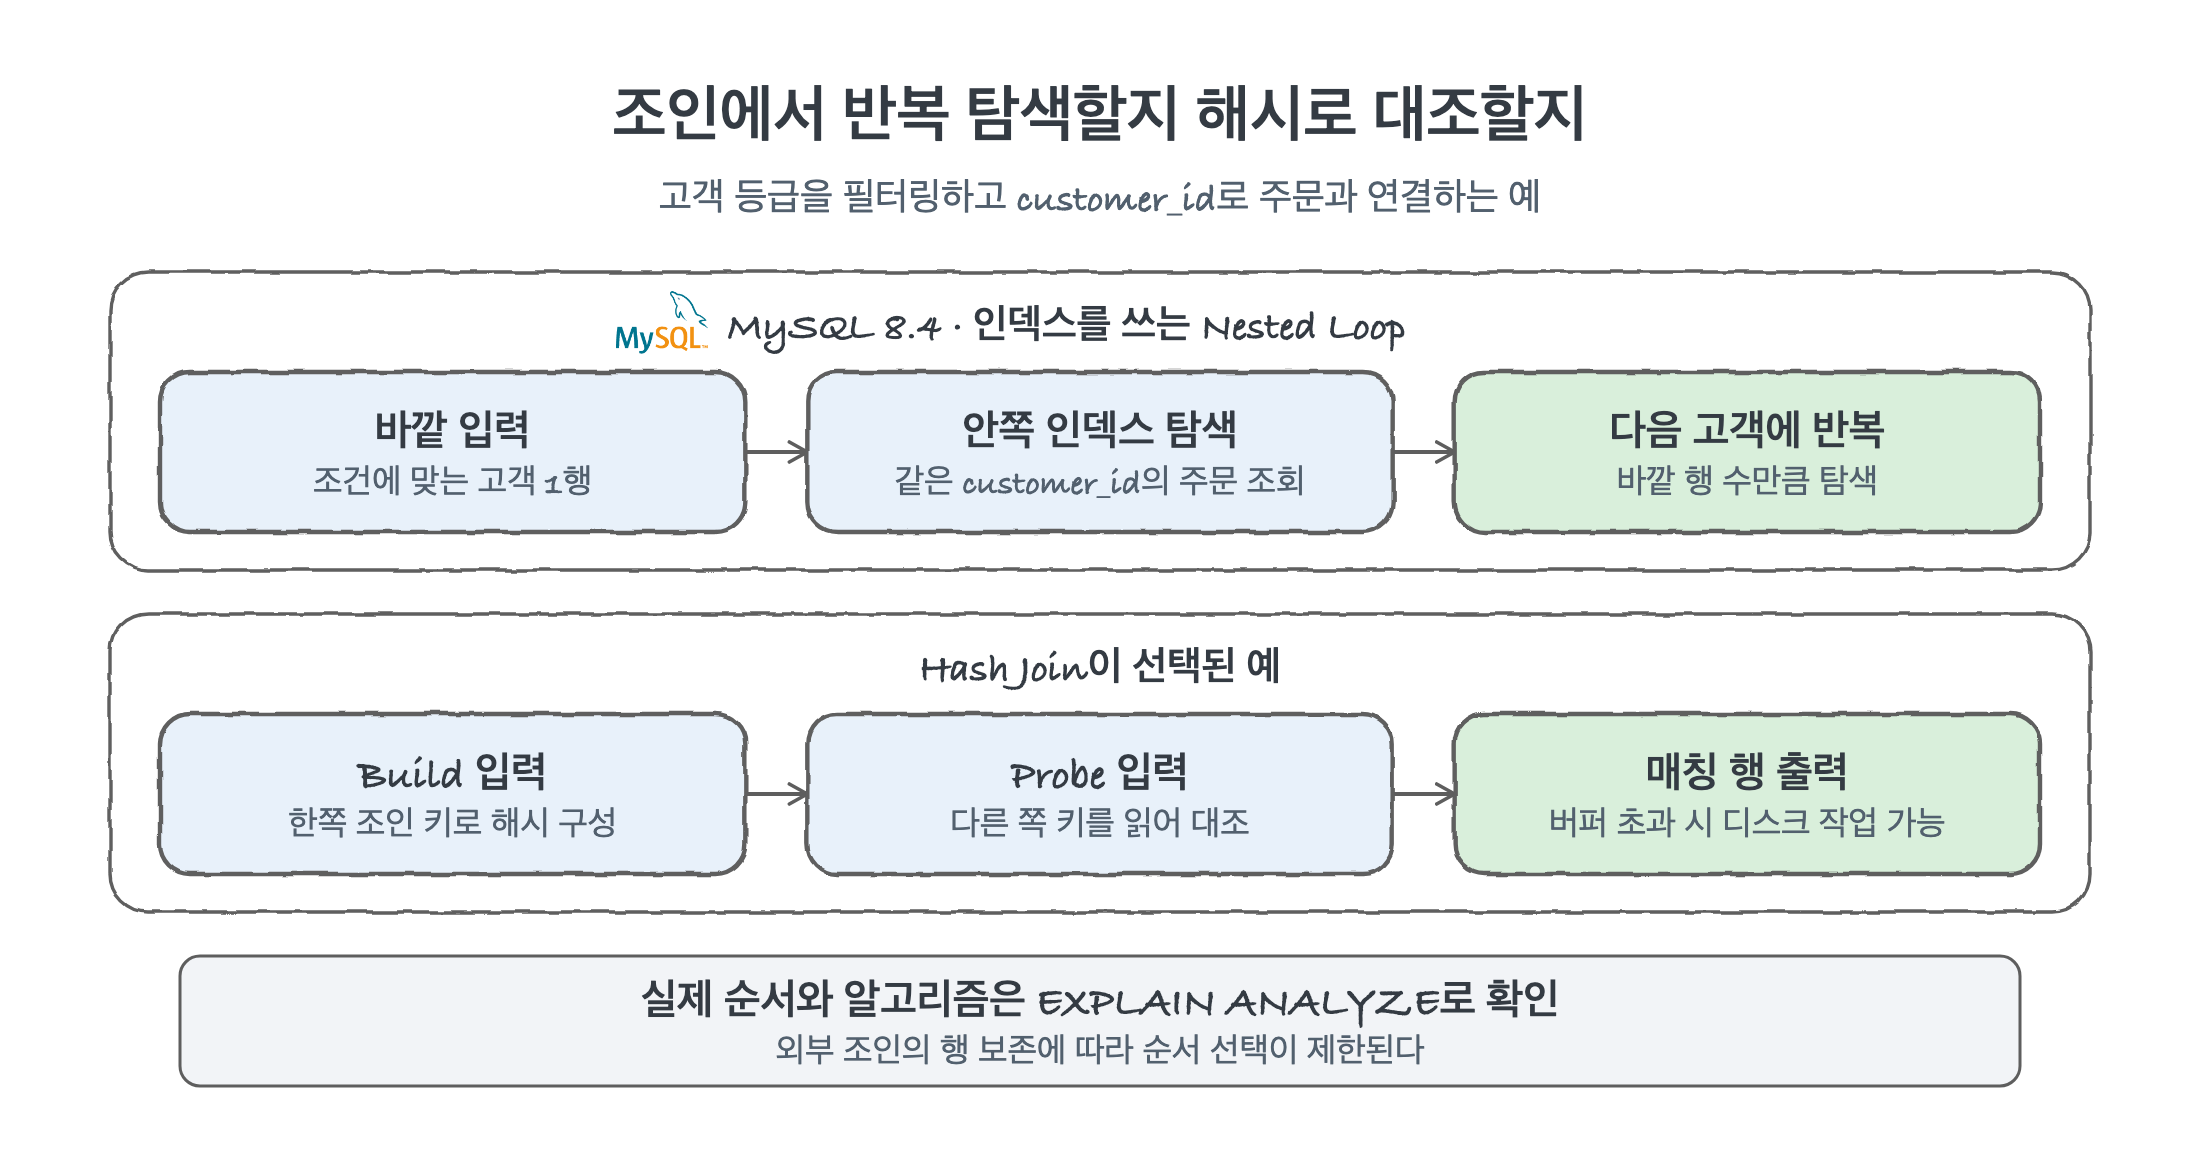 조인에서 반복 탐색할지 해시로 대조할지
고객 등급을 필터링하고 customer_id로 주문과 연결하는 예
MySQL™ MySQL 8.4 · 인덱스를 쓰는 Nested Loop
바깥 입력
조건에 맞는 고객 1행
안쪽 인덱스 탐색
같은 customer_id의 주문 조회
다음 고객에 반복
바깥 행 수만큼 탐색
Hash Join이 선택된 예
Build 입력
한쪽 조인 키로 해시 구성
Probe 입력
다른 쪽 키를 읽어 대조
매칭 행 출력
버퍼 초과 시 디스크 작업 가능
실제 순서와 알고리즘은 EXPLAIN ANALYZE로 확인
외부 조인의 행 보존에 따라 순서 선택이 제한된다